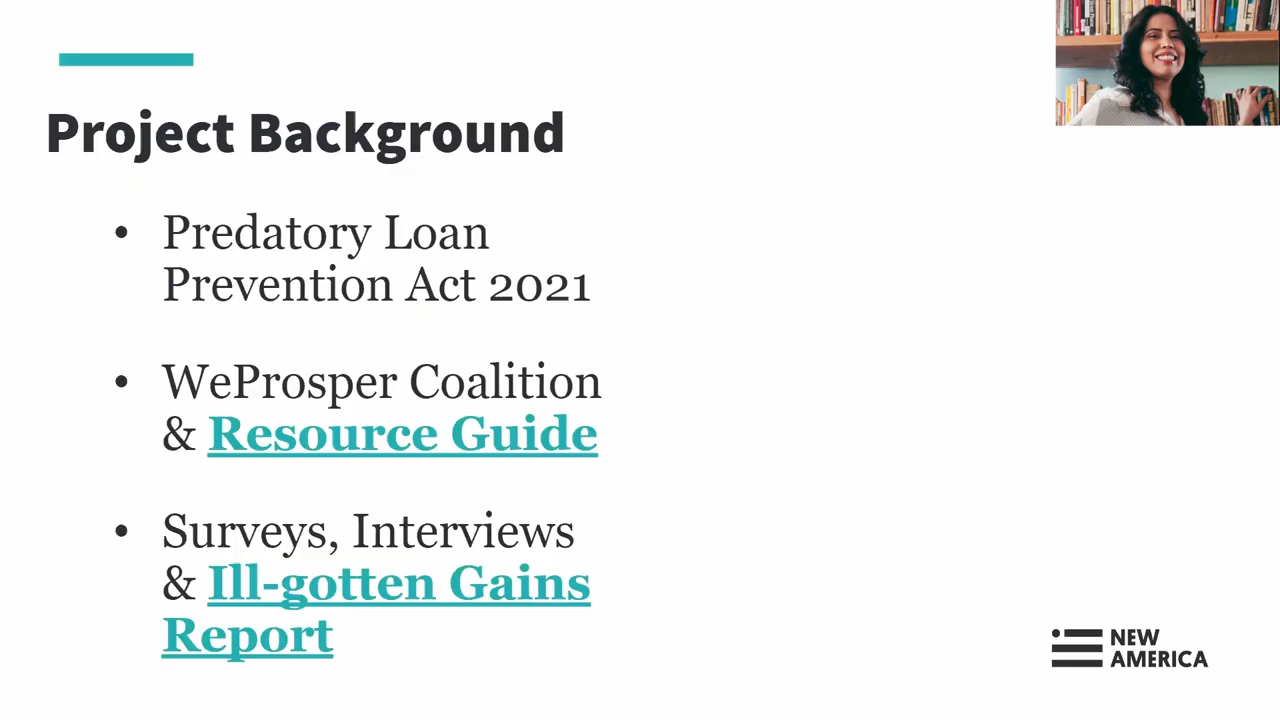 Project Background
• Predatory Loan
Prevention Act 2021
• WeProsper Coalition
& Resource Guide
• Surveys, Interviews
& Ill-gotten Gains
Report
NEW
AMERICA